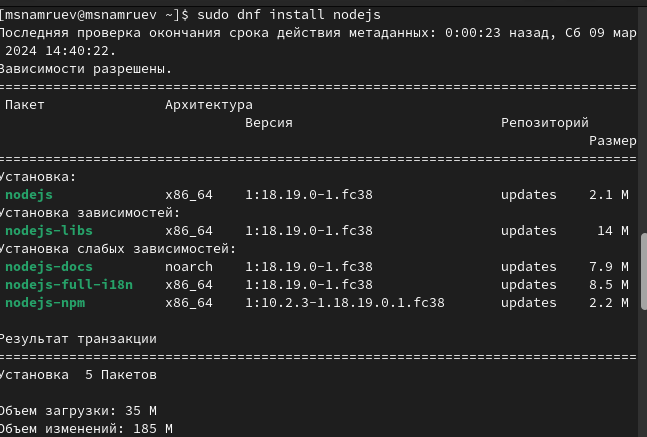 [msnamruev@msnamruev ~]$ sudo dnf install nodejs
Последняя проверка окончания срока действия метаданных: 0:00:23 назад, Сб 09 мар
2024 14:40:22.
Зависимости разрешены.
================================================================================
Пакет Архитектура
Версия Репозиторий
Размер
================================================================================
Установка:
nodejs x86_64 1:18.19.0-1.fc38 updates 2.1 M
Установка зависимостей:
nodejs-libs x86_64 1:18.19.0-1.fc38 updates 14 M
Установка слабых зависимостей:
nodejs-docs noarch 1:18.19.0-1.fc38 updates 7.9 M
nodejs-full-i18n x86_64 1:18.19.0-1.fc38 updates 8.5 M
nodejs-npm x86_64 1:10.2.3-1.18.19.0.1.fc38 updates 2.2 M
Результат транзакции
================================================================================
Установка 5 Пакетов
Объем загрузки: 35 M
Объем изменений: 185 M